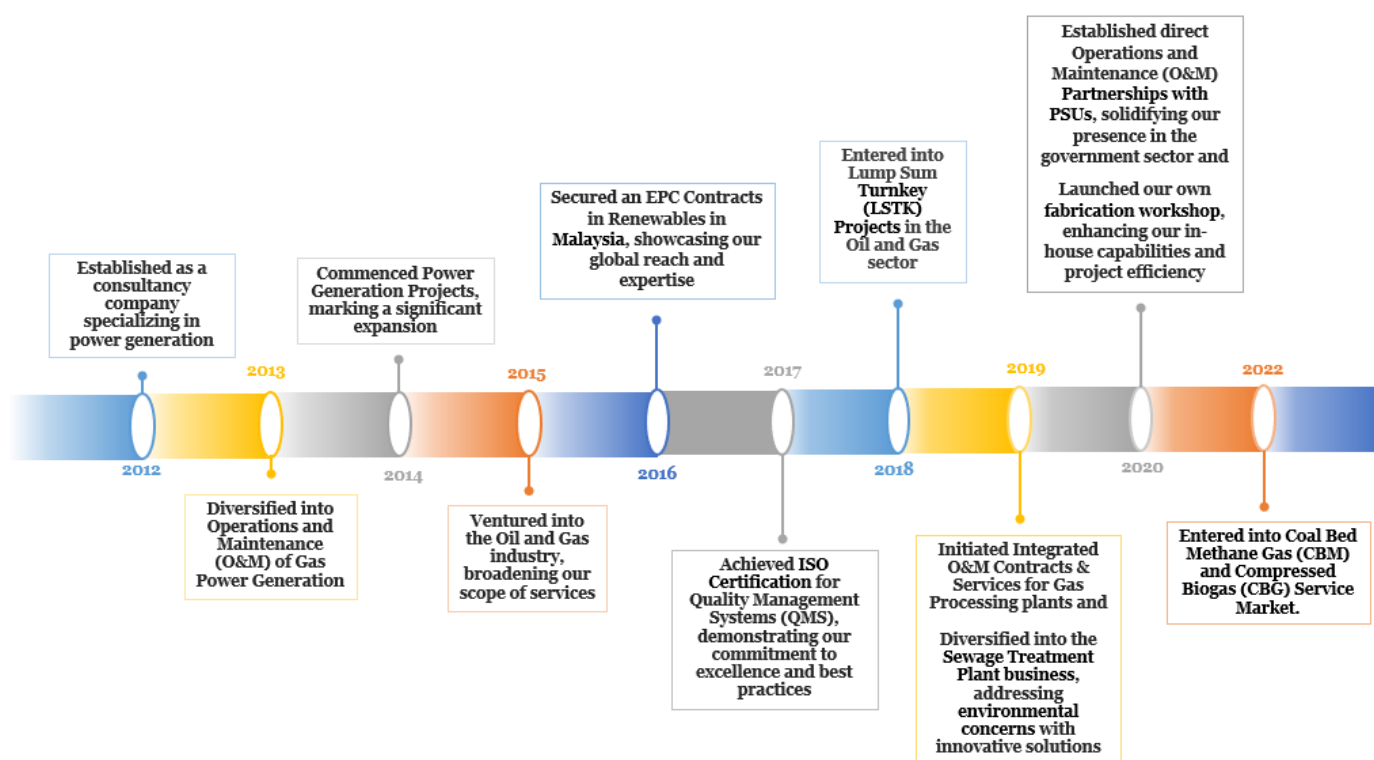 Established as a
consultancy
company
specializing in
power generation
2012
2013
Diversified into
Operations and
Maintenance
(O&M) of Gas
Power Generation
Commenced Power
Generation Projects,
marking a significant
expansion
2014
2015
Ventured into
the Oil and Gas
industry,
broadening our
scope of services
Secured an EPC Contracts
in Renewables in
Malaysia, showcasing our
global reach and
expertise
2016
2017
Achieved ISO
Certification for
Quality Management
Systems (QMS),
demonstrating our
commitment to
excellence and best
practices
Entered into
Lump Sum
Turnkey
(LSTK)
Projects in the
Oil and Gas
sector
2018
2019
Initiated Integrated
O&M Contracts &
Services for Gas
Processing plants and
Diversified into the
Sewage Treatment
Plant business,
addressing
environmental
concerns with
innovative solutions
Established direct
Operations and
Maintenance (O&M)
Partnerships with
PSUs, solidifying our
presence in the
government sector and
Launched our own
fabrication workshop,
enhancing our in-
house capabilities and
project efficiency
2020
2022
Entered into Coal Bed
Methane Gas (CBM)
and Compressed
Biogas (CBG) Service
Market.